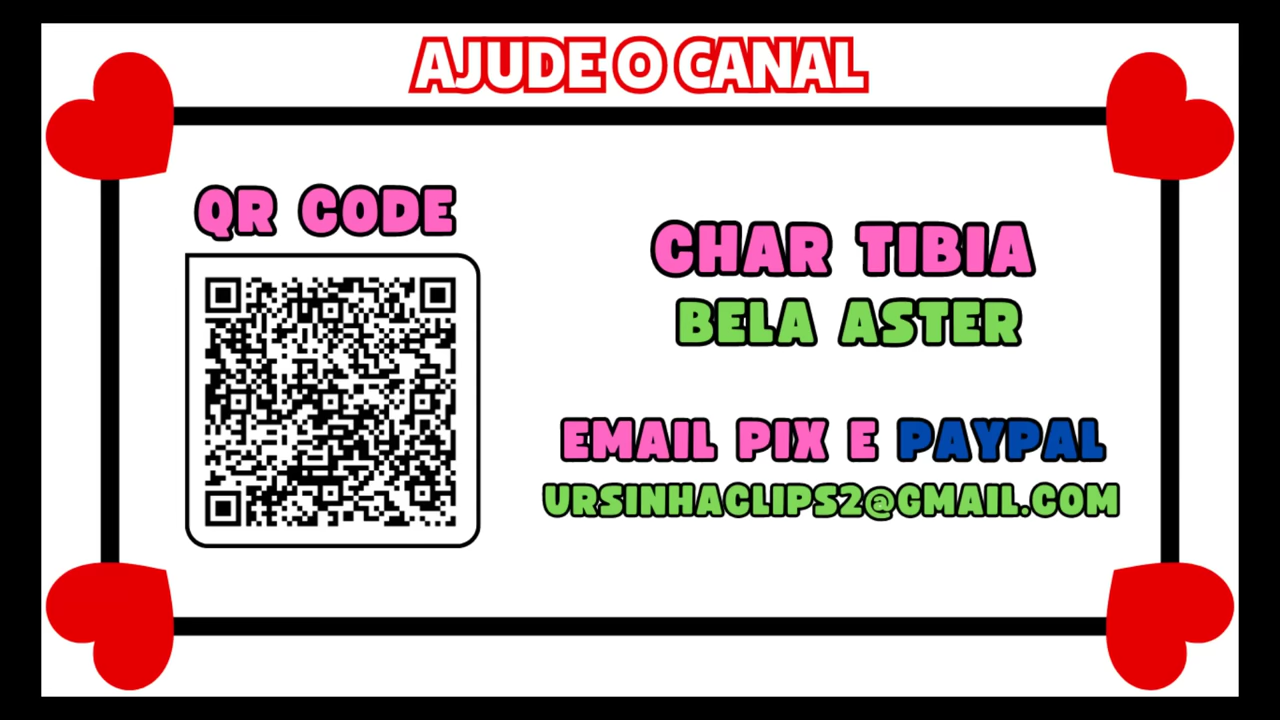 AJUDE O CANAL
QR CODE
CHAR TIBIA
BELA ASTER
EMAIL PIX E PAYPAL
URSINHACLIPS2@GMAIL.COM